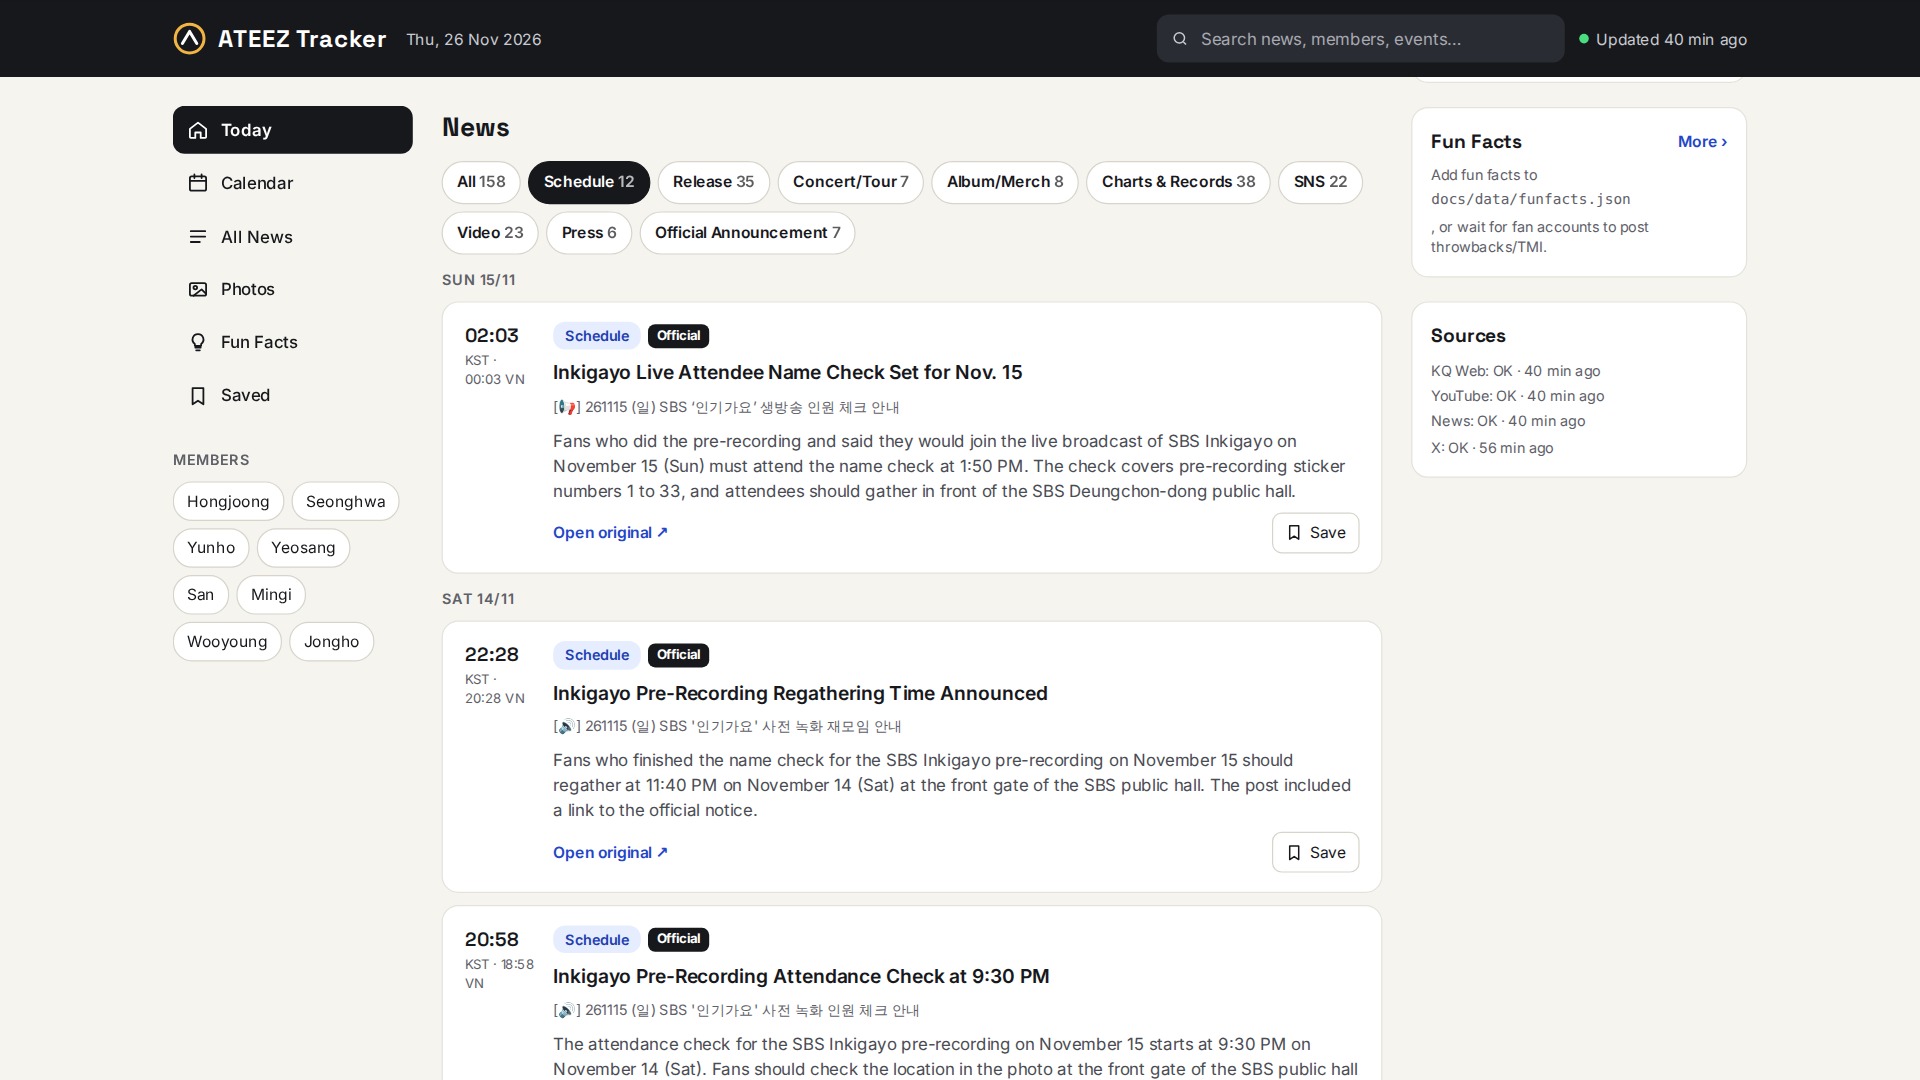 ATEEZ Tracker
Thu, 26 Nov 2026
Search news, members, events...
Updated 40 min ago
Today
Calendar
All News
Photos
Fun Facts
Saved
MEMBERS
Hongjoong
Seonghwa
Yunho
Yeosang
San
Mingi
Wooyoung
Jongho
News
All 158
Schedule 12
Release 35
Concert/Tour 7
Album/Merch 8
Charts & Records 38
SNS 22
Video 23
Press 6
Official Announcement 7
SUN 15/11
02:03
KST ·
00:03 VN
Schedule
Official
Inkigayo Live Attendee Name Check Set for Nov. 15
[📢] 261115 (일) SBS ‘인기가요’ 생방송 인원 체크 안내
Fans who did the pre-recording and said they would join the live broadcast of SBS Inkigayo on
November 15 (Sun) must attend the name check at 1:50 PM. The check covers pre-recording sticker
numbers 1 to 33, and attendees should gather in front of the SBS Deungchon-dong public hall.
Open original ↗
Save
SAT 14/11
22:28
KST ·
20:28 VN
Schedule
Official
Inkigayo Pre-Recording Regathering Time Announced
[🔊] 261115 (일) SBS '인기가요' 사전 녹화 재모임 안내
Fans who finished the name check for the SBS Inkigayo pre-recording on November 15 should
regather at 11:40 PM on November 14 (Sat) at the front gate of the SBS public hall. The post included
a link to the official notice.
Open original ↗
Save
20:58
KST · 18:58
VN
Schedule
Official
Inkigayo Pre-Recording Attendance Check at 9:30 PM
[🔊] 261115 (일) SBS '인기가요' 사전 녹화 인원 체크 안내
The attendance check for the SBS Inkigayo pre-recording on November 15 starts at 9:30 PM on
November 14 (Sat). Fans should check the location in the photo at the front gate of the SBS public hall
Fun Facts
More ›
Add fun facts to
docs/data/funfacts.json
, or wait for fan accounts to post
throwbacks/TMI.
Sources
KQ Web: OK · 40 min ago
YouTube: OK · 40 min ago
News: OK · 40 min ago
X: OK · 56 min ago